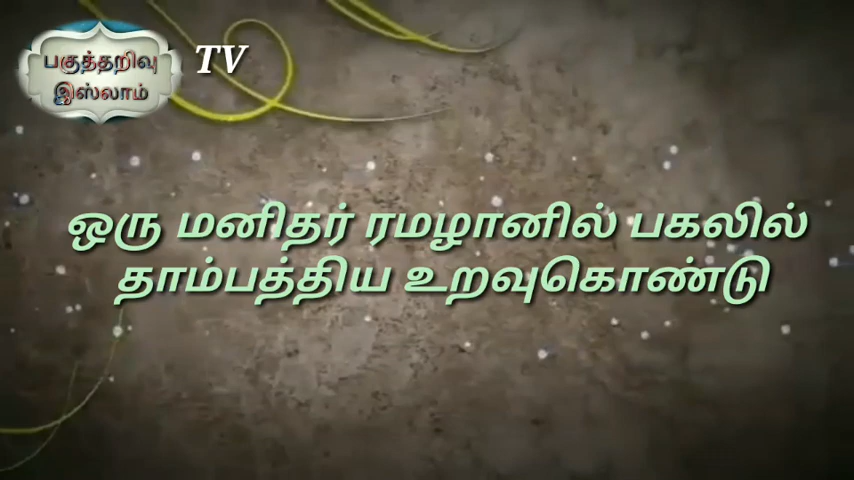 பகுத்தறிவு
இஸ்லாம்
TV
ஒரு மனிதர் ரமழானில் பகலில்
தாம்பத்திய உறவுகொண்டு